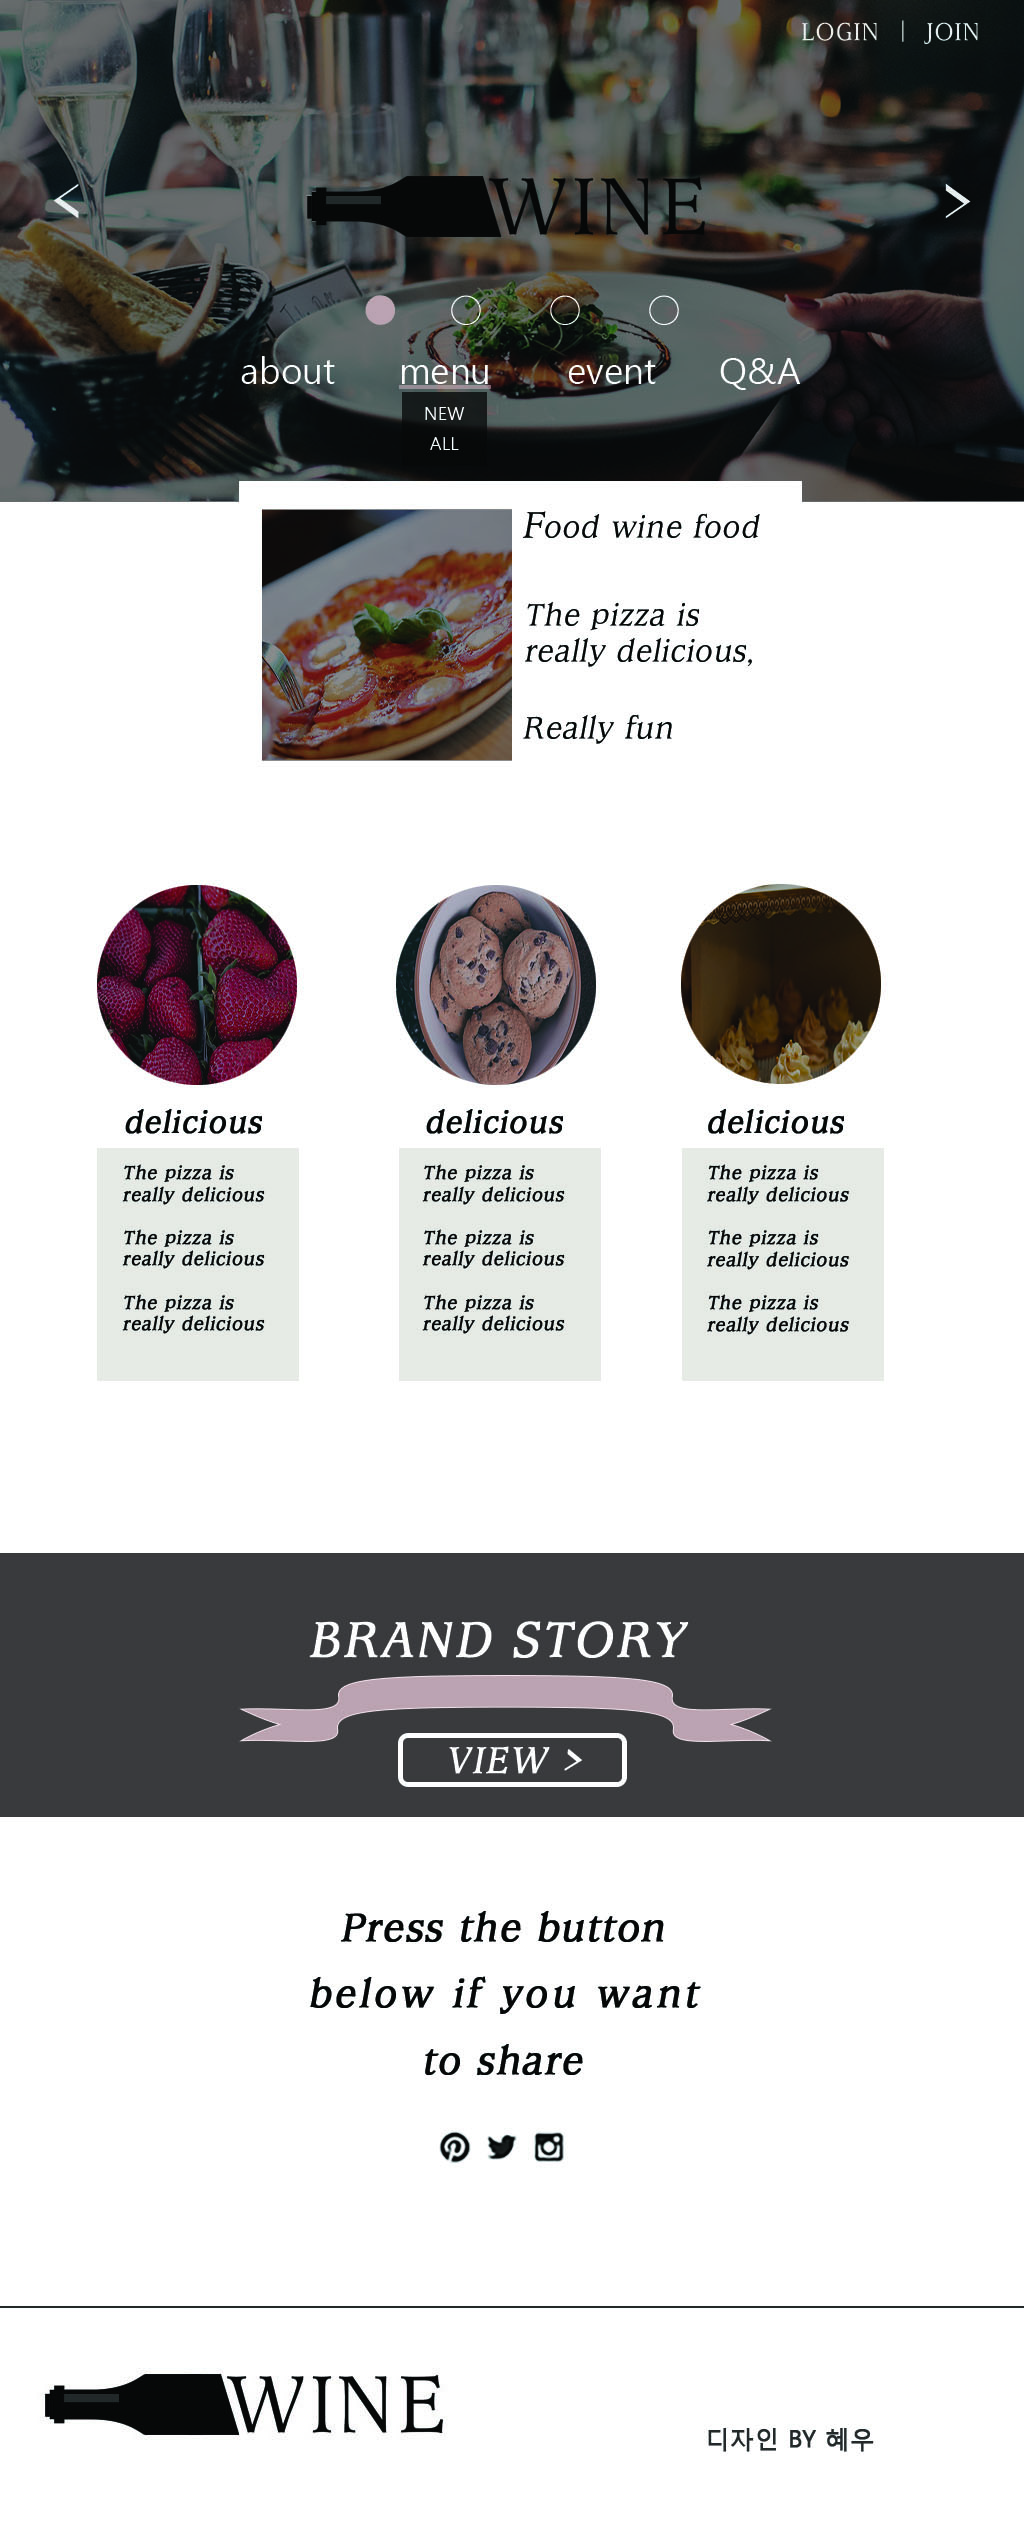 LOGIN | JOIN
WINE
about menu event Q&A
NEW
ALL
Food wine food
The pizza is
really delicious,
Really fun
delicious
The pizza is
really delicious
The pizza is
really delicious
The pizza is
really delicious
delicious
The pizza is
really delicious
The pizza is
really delicious
The pizza is
really delicious
delicious
The pizza is
really delicious
The pizza is
really delicious
The pizza is
really delicious
BRAND STORY
VIEW >
Press the button
below if you want
to share
WINE
디자인 BY 혜우